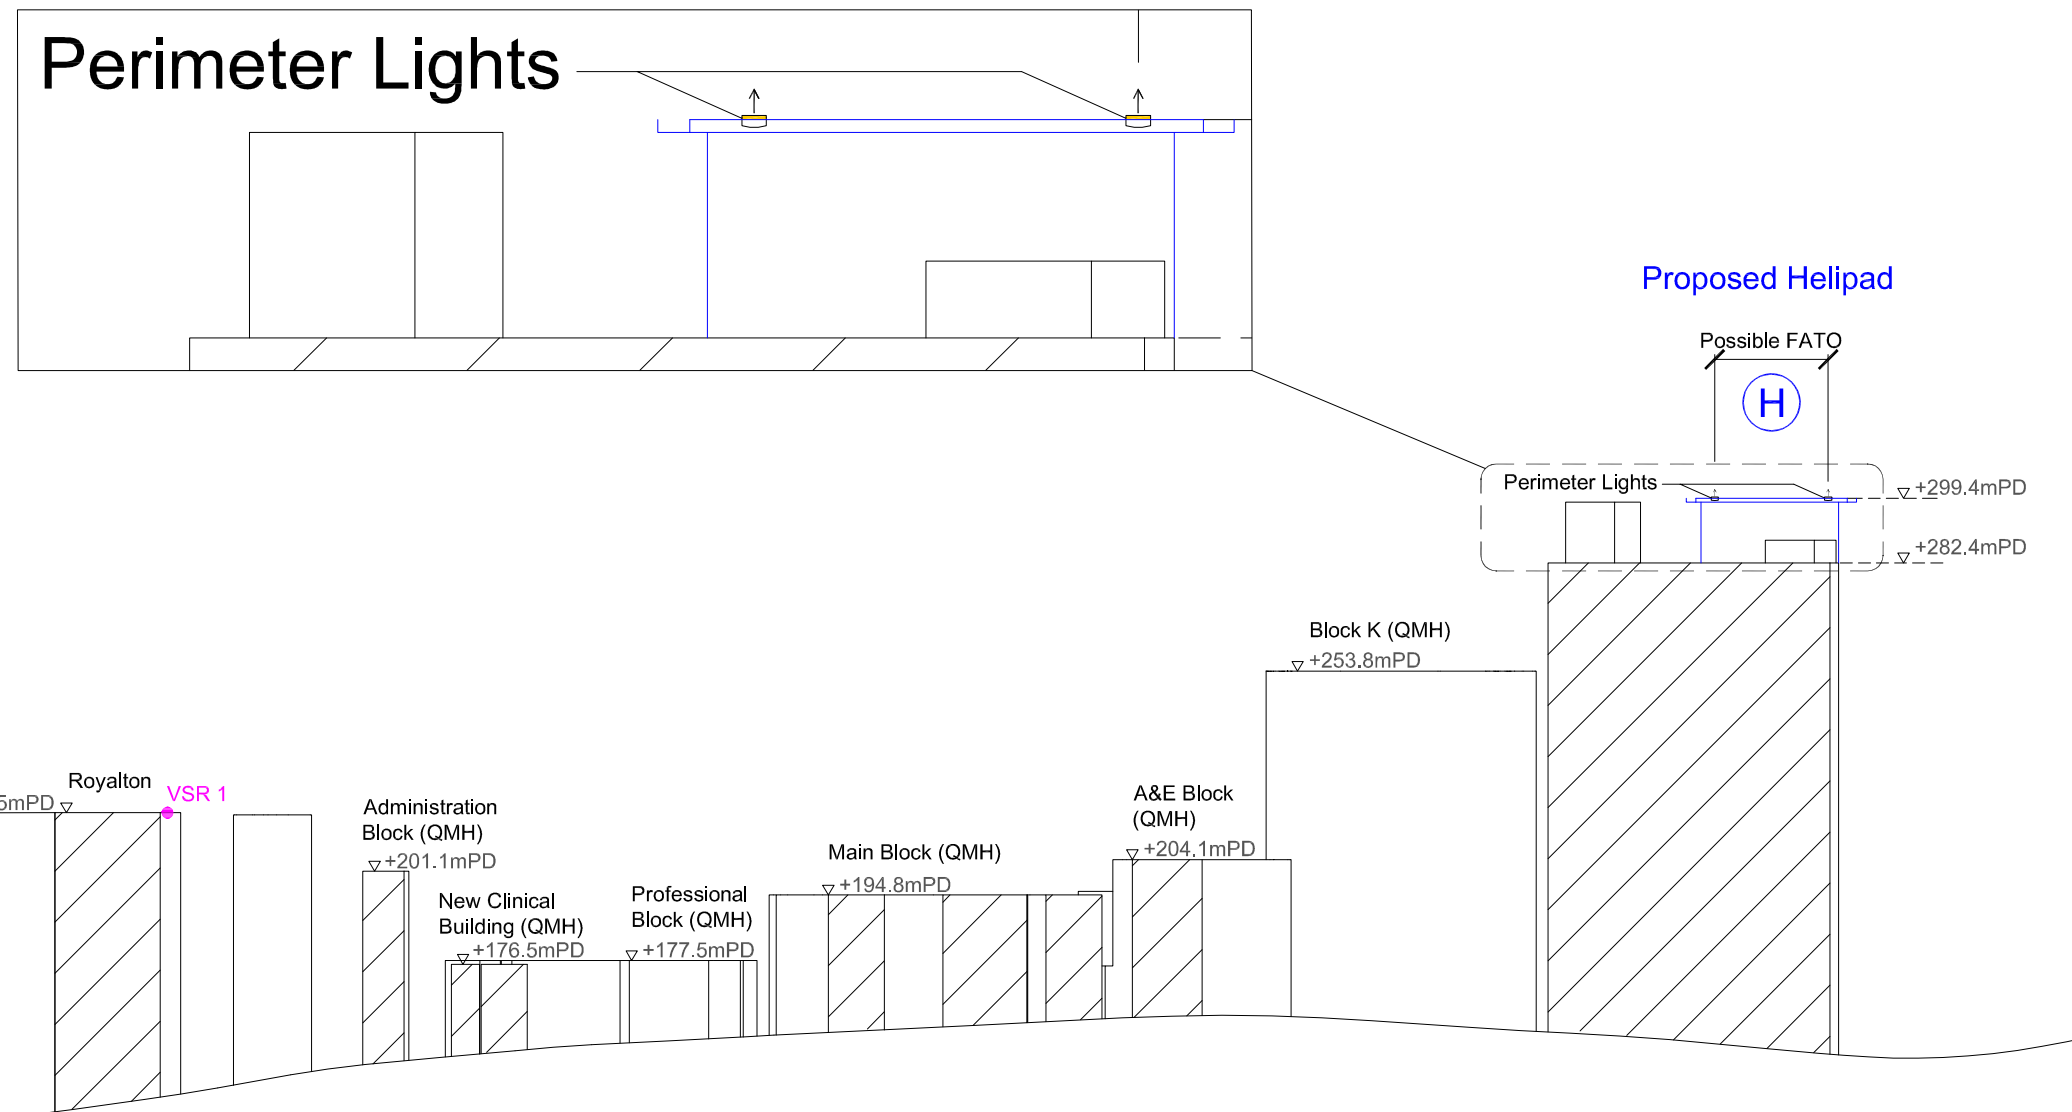 Perimeter Lights
Proposed Helipad
Possible FATO
H
Perimeter Lights
+299.4mPD
+282.4mPD
Block K (QMH)
+253.8mPD
Royalton
5mPD
VSR 1
Administration
Block (QMH)
+201.1mPD
New Clinical
Building (QMH)
+176.5mPD
Professional
Block (QMH)
+177.5mPD
Main Block (QMH)
+194.8mPD
A&E Block
(QMH)
+204.1mPD